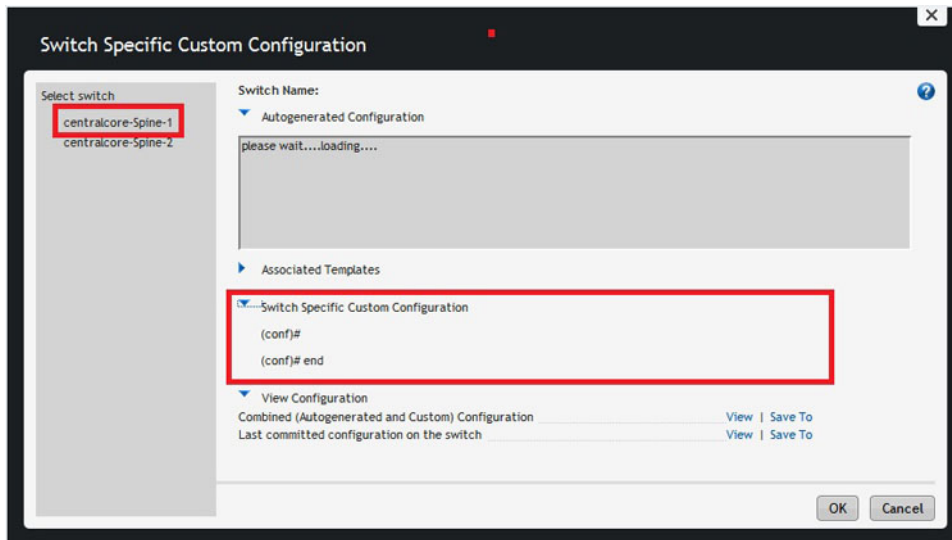 Switch Specific Custom Configuration
Select switch
centralcore-Spine-1
centralcore-Spine-2
Switch Name:
Autogenerated Configuration
please wait....loading....
Associated Templates
Switch Specific Custom Configuration
(conf)#
(conf)# end
View Configuration
Combined (Autogenerated and Custom) Configuration View | Save To
Last committed configuration on the switch View | Save To
OK Cancel